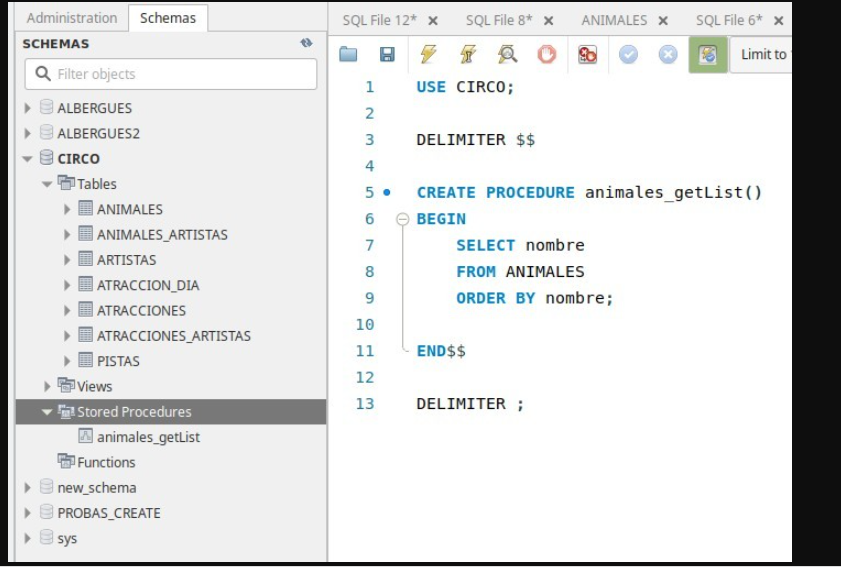 Administration Schemas
SCHEMAS
Filter objects
ALBERGUES
ALBERGUES2
CIRCO
Tables
ANIMALES
ANIMALES_ARTISTAS
ARTISTAS
ATRACCION_DIA
ATRACCIONES
ATRACCIONES_ARTISTAS
PISTAS
Views
Stored Procedures
animales_getList
Functions
new_schema
PROBAS_CREATE
sys
SQL File 12* SQL File 8* ANIMALES SQL File 6*
Limit to
1 USE CIRCO;
2
3 DELIMITER $$
4
5 CREATE PROCEDURE animales_getList()
6 BEGIN
7 SELECT nombre
8 FROM ANIMALES
9 ORDER BY nombre;
10
11 END$$
12
13 DELIMITER ;